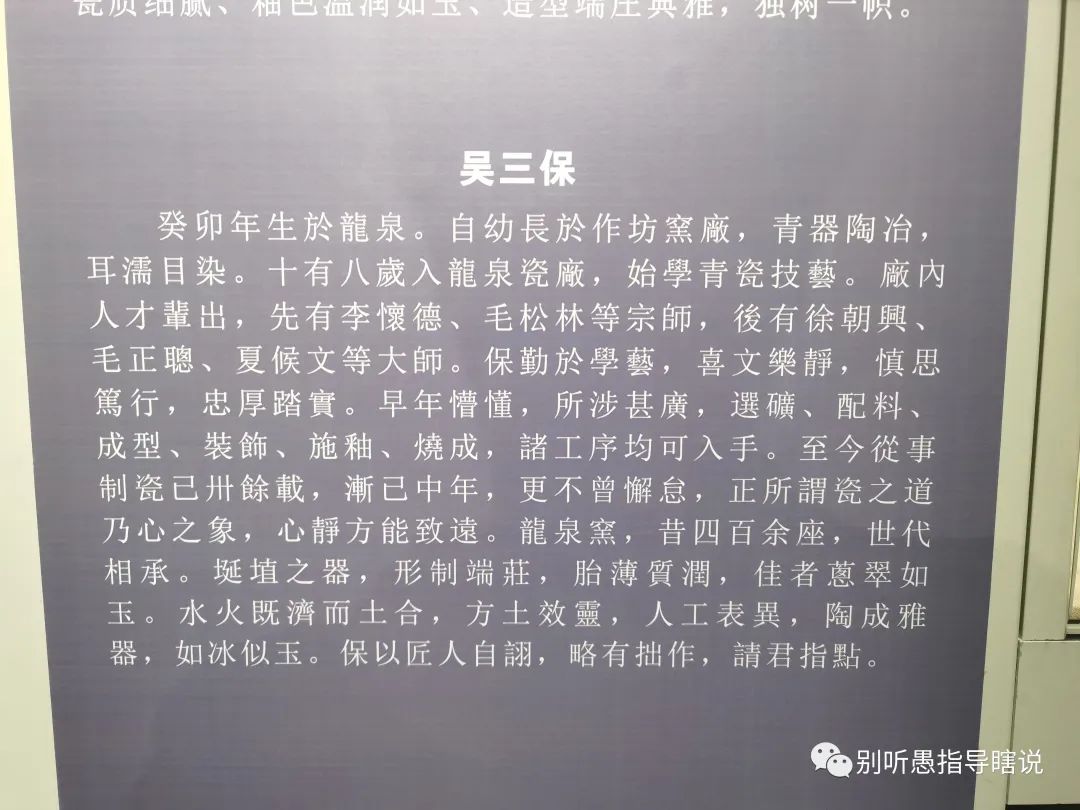 瓷质细腻、釉色温润如玉、造型端庄典雅，独树一帜。
吴三保
癸卯年生於龍泉。自幼長於作坊窯廠，青器陶冶，
耳濡目染。十有八歲入龍泉瓷廠，始學青瓷技藝。廠內
人才輩出，先有李懷德、毛松林等宗師，後有徐朝興、
毛正聰、夏候文等大師。保勤於學藝，喜文樂靜，慎思
篤行，忠厚踏實。早年懵懂，所涉甚廣，選礦、配料、
成型、裝飾、施釉、燒成，諸工序均可入手。至今從事
制瓷已卅餘載，漸已中年，更不曾懈怠，正所謂瓷之道
乃心之象，心靜方能致遠。龍泉窯，昔四百余座，世代
相承。埏埴之器，形制端莊，胎薄質潤，佳者蔥翠如
玉。水火既濟而土合，方土效靈，人工表異，陶成雅
器，如冰似玉。保以匠人自詡，略有拙作，請君指點。
别听愚指导瞎说